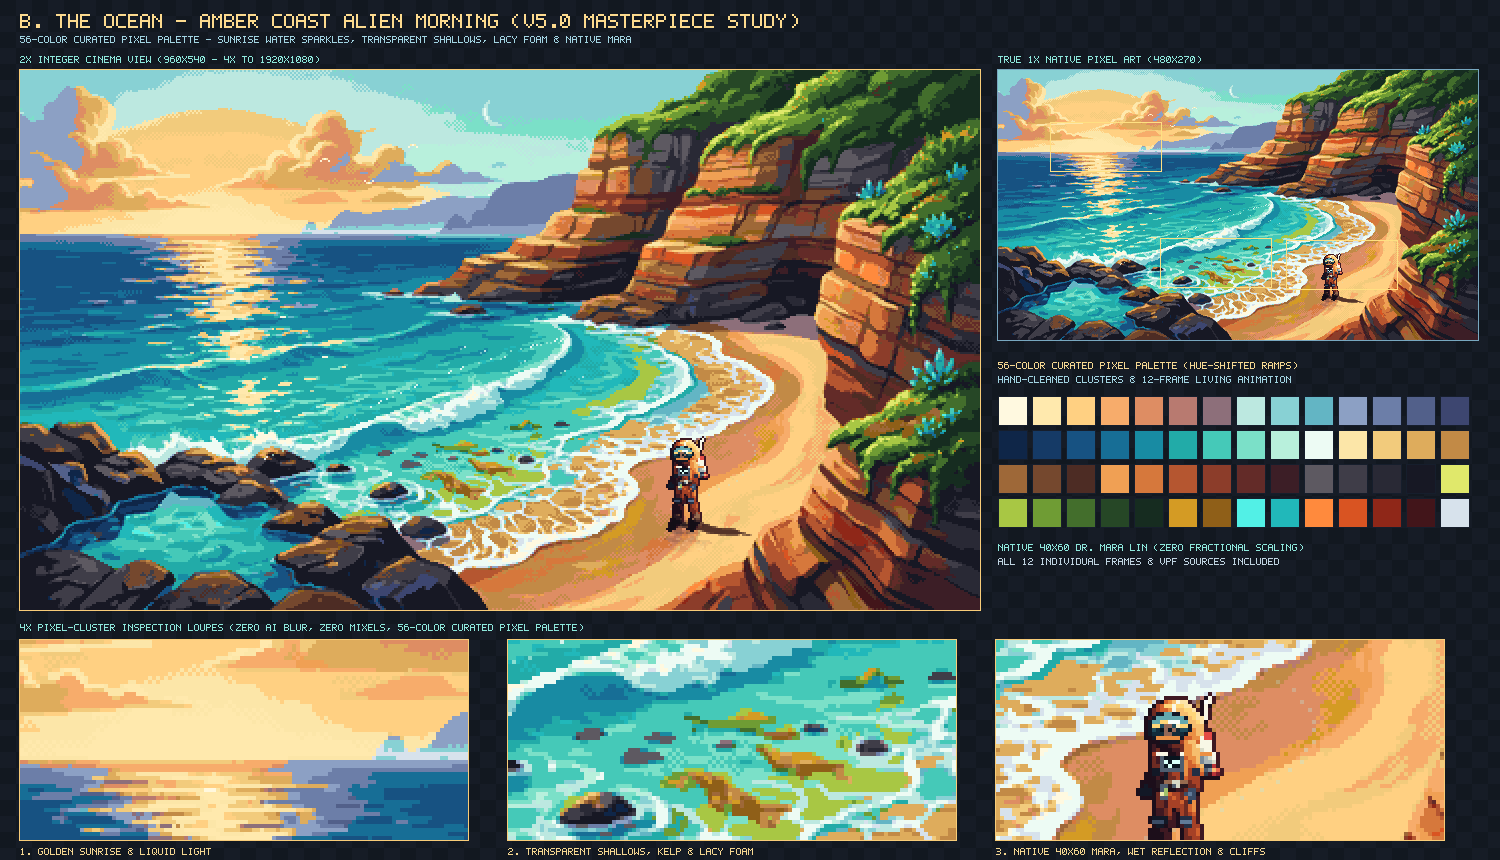 B. THE OCEAN - AMBER COAST ALIEN MORNING (V5.0 MASTERPIECE STUDY)
56-COLOR CURATED PIXEL PALETTE - SUNRISE WATER SPARKLES, TRANSPARENT SHALLOWS, LACY FOAM & NATIVE MARA
2X INTEGER CINEMA VIEW (960X540 - 4X TO 1920X1080)
TRUE 1X NATIVE PIXEL ART (480X270)
56-COLOR CURATED PIXEL PALETTE (HUE-SHIFTED RAMPS)
HAND-CLEANED CLUSTERS & 12-FRAME LIVING ANIMATION
NATIVE 40X60 DR. MARA LIN (ZERO FRACTIONAL SCALING)
ALL 12 INDIVIDUAL FRAMES & VPF SOURCES INCLUDED
4X PIXEL-CLUSTER INSPECTION LOUPES (ZERO AI BLUR, ZERO MIXELS, 56-COLOR CURATED PIXEL PALETTE)
1. GOLDEN SUNRISE & LIQUID LIGHT
2. TRANSPARENT SHALLOWS, KELP & LACY FOAM
3. NATIVE 40X60 MARA, WET REFLECTION & CLIFFS